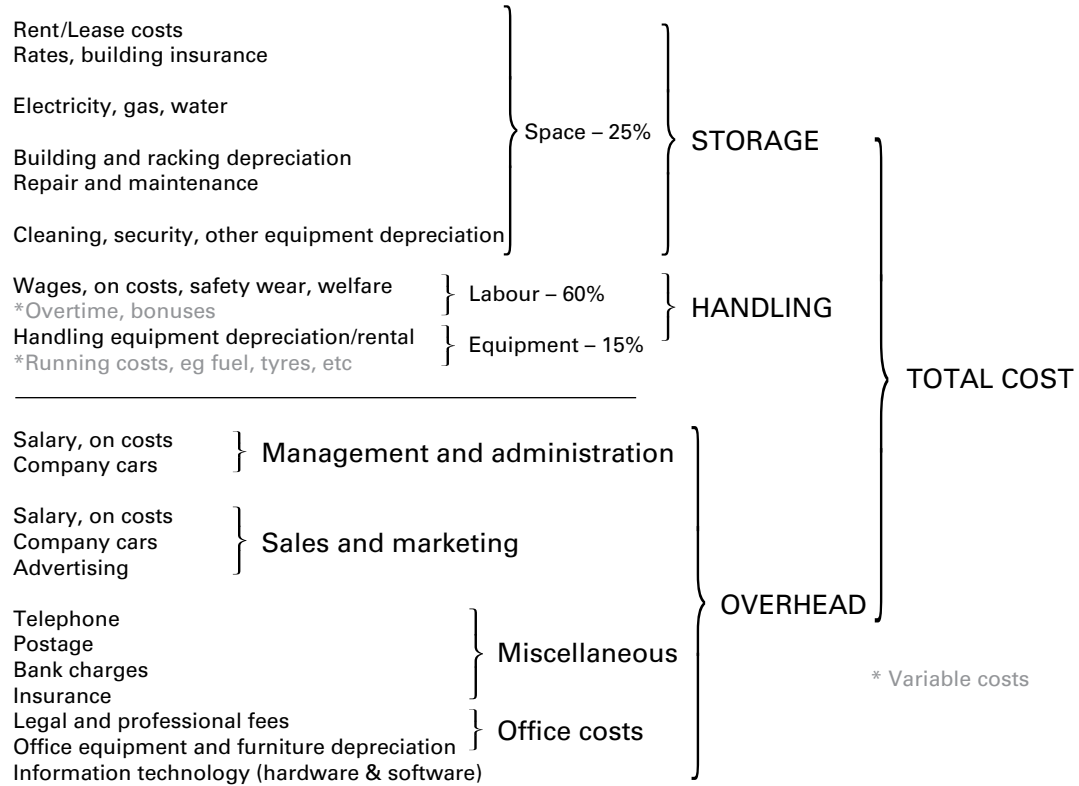 Rent/Lease costs
Rates, building insurance
Electricity, gas, water
Building and racking depreciation
Repair and maintenance
Cleaning, security, other equipment depreciation
Space – 25%
STORAGE
Wages, on costs, safety wear, welfare
*Overtime, bonuses
Labour – 60%
Handling equipment depreciation/rental
*Running costs, eg fuel, tyres, etc
Equipment – 15%
HANDLING
TOTAL COST
Salary, on costs
Company cars
Management and administration
Salary, on costs
Company cars
Advertising
Sales and marketing
Telephone
Postage
Bank charges
Insurance
Miscellaneous
Legal and professional fees
Office equipment and furniture depreciation
Office costs
Information technology (hardware & software)
OVERHEAD
* Variable costs